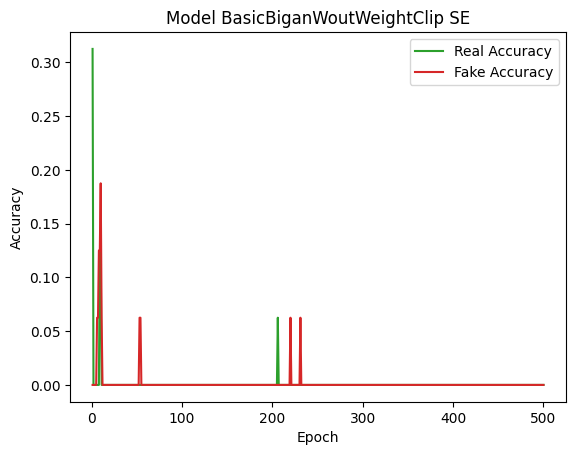 Model BasicBiganWoutWeightClip SE
Real Accuracy
Fake Accuracy
Accuracy
0.30
0.25
0.20
0.15
0.10
0.05
0.00
0
100
200
300
400
500
Epoch